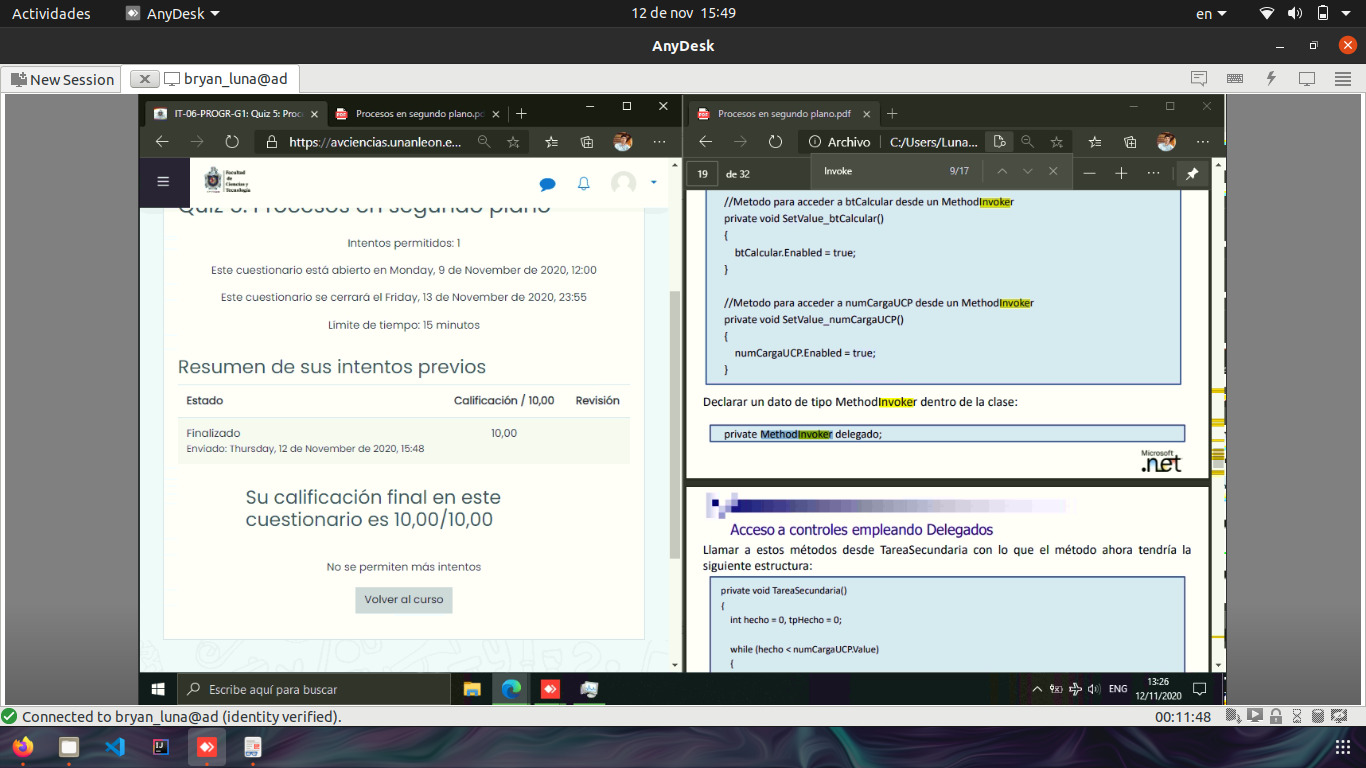 Actividades
AnyDesk
12 de nov 15:49
en
AnyDesk
New Session
bryan_luna@ad
IT-06-PROGR-G1: Quiz 5: Proc
Procesos en segundo plano.pd
https://avciencias.unanleon.e...
Facultad
de
Ciencias y
Tecnología
Quiz 5: Procesos en segundo plano
Intentos permitidos: 1
Este cuestionario está abierto en Monday, 9 de November de 2020, 12:00
Este cuestionario se cerrará el Friday, 13 de November de 2020, 23:55
Límite de tiempo: 15 minutos
Resumen de sus intentos previos
Estado Calificación / 10,00 Revisión
Finalizado 10,00
Enviado: Thursday, 12 de November de 2020, 15:48
Su calificación final en este
cuestionario es 10,00/10,00
No se permiten más intentos
Volver al curso
Procesos en segundo plano.pdf
Archivo C:/Users/Luna...
19 de 32
Invoke 9/17
//Metodo para acceder a btCalcular desde un MethodInvoker
private void SetValue_btCalcular()
{
btCalcular.Enabled = true;
}
//Metodo para acceder a numCargaUCP desde un MethodInvoker
private void SetValue_numCargaUCP()
{
numCargaUCP.Enabled = true;
}
Declarar un dato de tipo MethodInvoker dentro de la clase:
private MethodInvoker delegado;
Microsoft
.net
Acceso a controles empleando Delegados
Llamar a estos métodos desde TareaSecundaria con lo que el método ahora tendría la
siguiente estructura:
private void TareaSecundaria()
{
int hecho = 0, tpHecho = 0;
while (hecho < numCargaUCP.Value)
{
Escribe aquí para buscar
ENG
13:26
12/11/2020
Connected to bryan_luna@ad (identity verified).
00:11:48